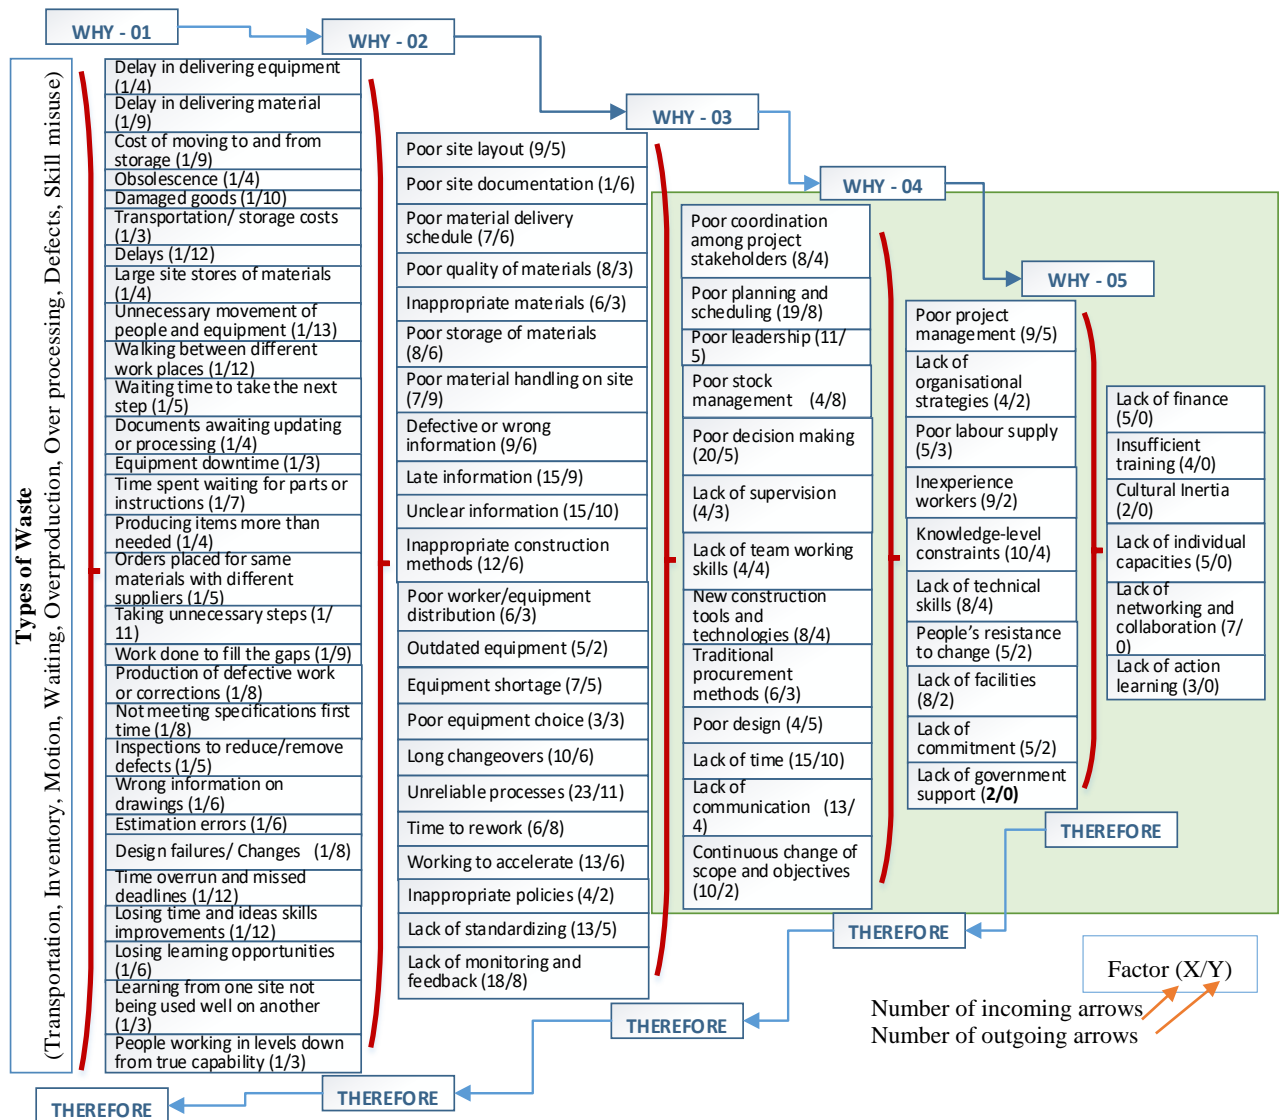 WHY - 01
WHY - 02
WHY - 03
WHY - 04
WHY - 05
Types of Waste
(Transportation, Inventory, Motion, Waiting, Overproduction, Over processing, Defects, Skill misuse)
Delay in delivering equipment
(1/4)
Delay in delivering material
(1/9)
Cost of moving to and from
storage (1/9)
Obsolescence (1/4)
Damaged goods (1/10)
Transportation/ storage costs
(1/3)
Delays (1/12)
Large site stores of materials
(1/4)
Unnecessary movement of
people and equipment (1/13)
Walking between different
work places (1/12)
Waiting time to take the next
step (1/5)
Documents awaiting updating
or processing (1/4)
Equipment downtime (1/3)
Time spent waiting for parts or
instructions (1/7)
Producing items more than
needed (1/4)
Orders placed for same
materials with different
suppliers (1/5)
Taking unnecessary steps (1/
11)
Work done to fill the gaps (1/9)
Production of defective work
or corrections (1/8)
Not meeting specifications first
time (1/8)
Inspections to reduce/remove
defects (1/5)
Wrong information on
drawings (1/6)
Estimation errors (1/6)
Design failures/ Changes (1/8)
Time overrun and missed
deadlines (1/12)
Losing time and ideas skills
improvements (1/12)
Losing learning opportunities
(1/6)
Learning from one site not
being used well on another
(1/3)
People working in levels down
from true capability (1/3)
Poor site layout (9/5)
Poor site documentation (1/6)
Poor material delivery
schedule (7/6)
Poor quality of materials (8/3)
Inappropriate materials (6/3)
Poor storage of materials
(8/6)
Poor material handling on site
(7/9)
Defective or wrong
information (9/6)
Late information (15/9)
Unclear information (15/10)
Inappropriate construction
methods (12/6)
Poor worker/equipment
distribution (6/3)
Outdated equipment (5/2)
Equipment shortage (7/5)
Poor equipment choice (3/3)
Long changeovers (10/6)
Unreliable processes (23/11)
Time to rework (6/8)
Working to accelerate (13/6)
Inappropriate policies (4/2)
Lack of standardizing (13/5)
Lack of monitoring and
feedback (18/8)
Poor coordination
among project
stakeholders (8/4)
Poor planning and
scheduling (19/8)
Poor leadership (11/
5)
Poor stock
management (4/8)
Poor decision making
(20/5)
Lack of supervision
(4/3)
Lack of team working
skills (4/4)
New construction
tools and
technologies (8/4)
Traditional
procurement
methods (6/3)
Poor design (4/5)
Lack of time (15/10)
Lack of
communication (13/
4)
Continuous change of
scope and objectives
(10/2)
Poor project
management (9/5)
Lack of
organisational
strategies (4/2)
Poor labour supply
(5/3)
Inexperience
workers (9/2)
Knowledge-level
constraints (10/4)
Lack of technical
skills (8/4)
People's resistance
to change (5/2)
Lack of facilities
(8/2)
Lack of
commitment (5/2)
Lack of government
support (2/0)
Lack of finance
(5/0)
Insufficient
training (4/0)
Cultural Inertia
(2/0)
Lack of individual
capacities (5/0)
Lack of
networking and
collaboration (7/
0)
Lack of action
learning (3/0)
THEREFORE
THEREFORE
THEREFORE
THEREFORE
THEREFORE
Factor (X/Y)
Number of incoming arrows
Number of outgoing arrows